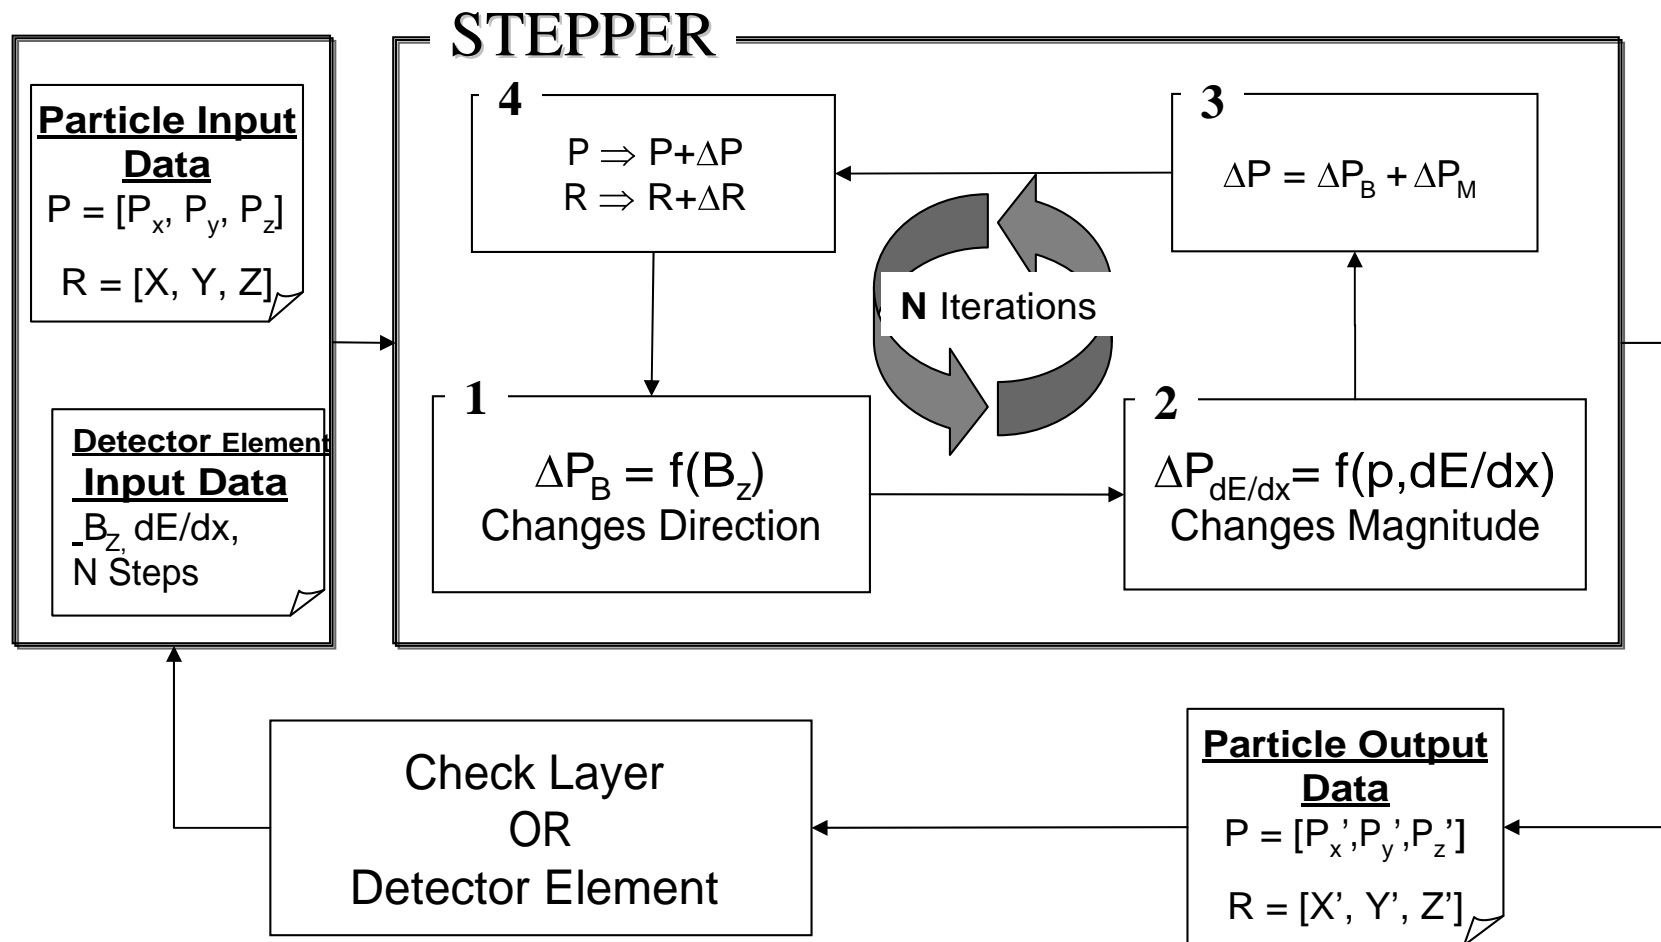 STEPPER
Particle Input
Data
P = [Px, Py, Pz]
R = [X, Y, Z]
Detector Element
Input Data
BZ, dE/dx,
N Steps
4
P ⇒ P+ΔP
R ⇒ R+ΔR
3
ΔP = ΔPB + ΔPM
N Iterations
1
ΔPB = f(Bz)
Changes Direction
2
ΔPdE/dx= f(p,dE/dx)
Changes Magnitude
Check Layer
OR
Detector Element
Particle Output
Data
P = [Px’,Py’,Pz’]
R = [X’, Y’, Z’]